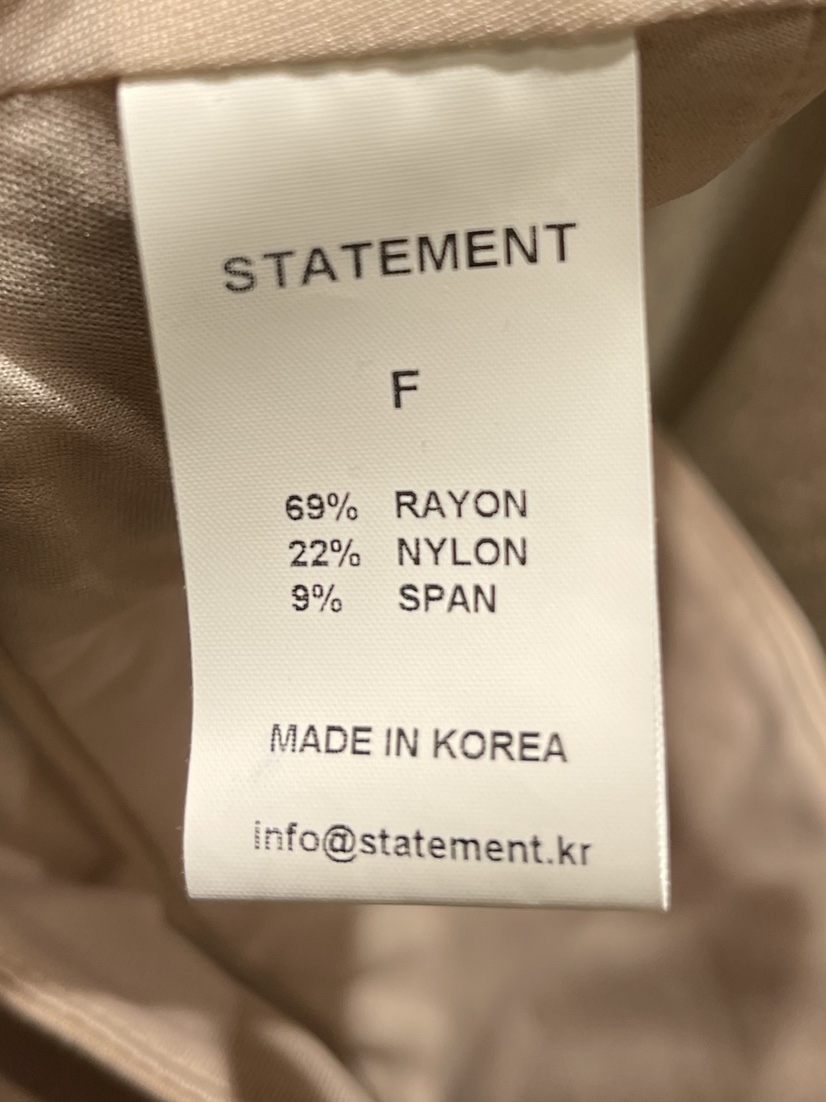 STATEMENT
F
69% RAYON
22% NYLON
9% SPAN
MADE IN KOREA
info@statement.kr